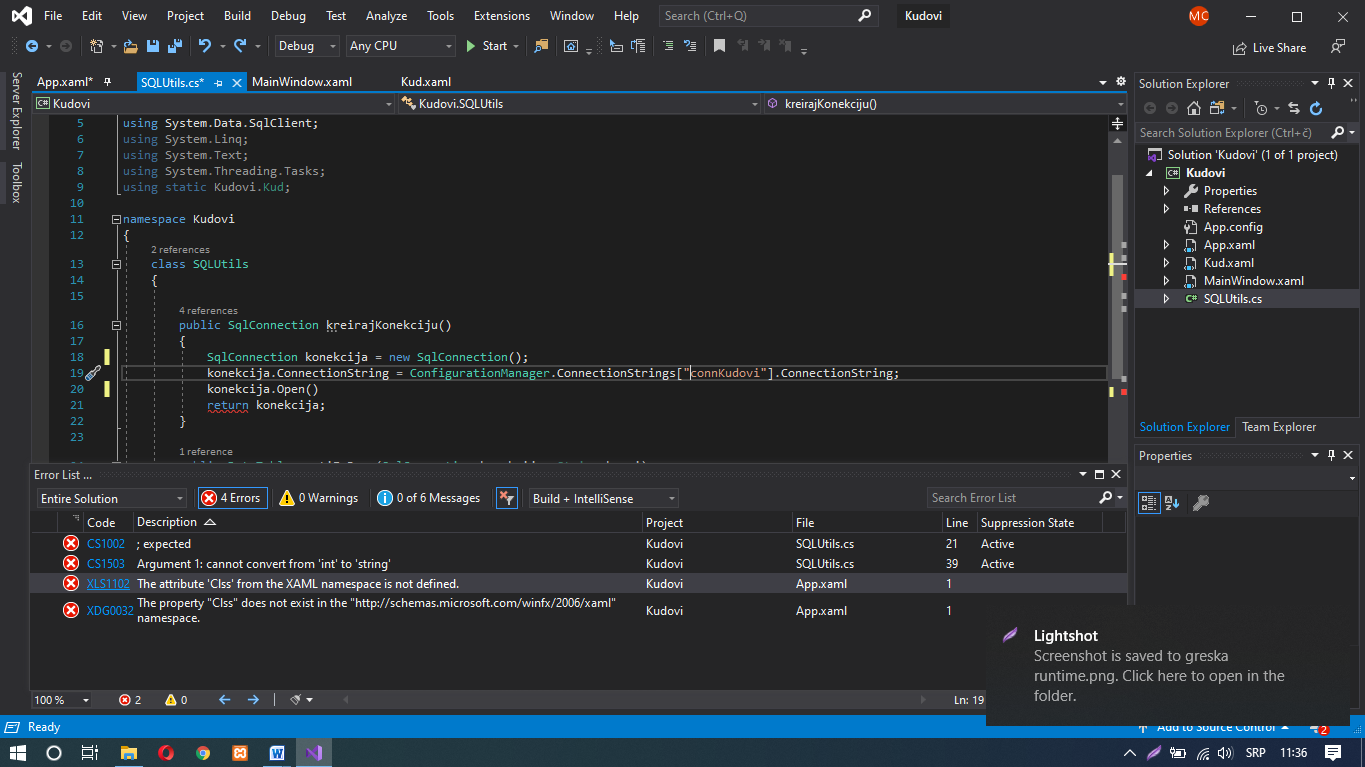 File Edit View Project Build Debug Test Analyze Tools Extensions Window Help Search (Ctrl+Q) Kudovi MC
Debug Any CPU Start Live Share
App.xaml* SQLUtils.cs* MainWindow.xaml Kud.xaml
Kudovi Kudovi.SQLUtils kreirajKonekciju()
Server Explorer
Toolbox
5 using System.Data.SqlClient;
6 using System.Linq;
7 using System.Text;
8 using System.Threading.Tasks;
9 using static Kudovi.Kud;
10
11 namespace Kudovi
12 {
2 references
13 class SQLUtils
14 {
15
4 references
16 public SqlConnection kreirajKonekciju()
17 {
18 SqlConnection konekcija = new SqlConnection();
19 konekcija.ConnectionString = ConfigurationManager.ConnectionStrings["connKudovi"].ConnectionString;
20 konekcija.Open()
21 return konekcija;
22 }
23
1 reference
Solution Explorer
Search Solution Explorer (Ctrl+č)
Solution 'Kudovi' (1 of 1 project)
C# Kudovi
Properties
References
App.config
App.xaml
Kud.xaml
MainWindow.xaml
C# SQLUtils.cs
Solution Explorer Team Explorer
Properties
Error List ...
Entire Solution 4 Errors 0 Warnings 0 of 6 Messages Build + IntelliSense Search Error List
Code Description Project File Line Suppression State
CS1002 ; expected Kudovi SQLUtils.cs 21 Active
CS1503 Argument 1: cannot convert from 'int' to 'string' Kudovi SQLUtils.cs 39 Active
XLS1102 The attribute 'Clss' from the XAML namespace is not defined. Kudovi App.xaml 1
XDG0032 The property "Clss" does not exist in the "http://schemas.microsoft.com/winfx/2006/xaml" namespace. Kudovi App.xaml 1
100 % 2 0 Ln: 19
Lightshot
Screenshot is saved to greska
runtime.png. Click here to open in the
folder.
Ready Add to Source Control 2
SRP 11:36